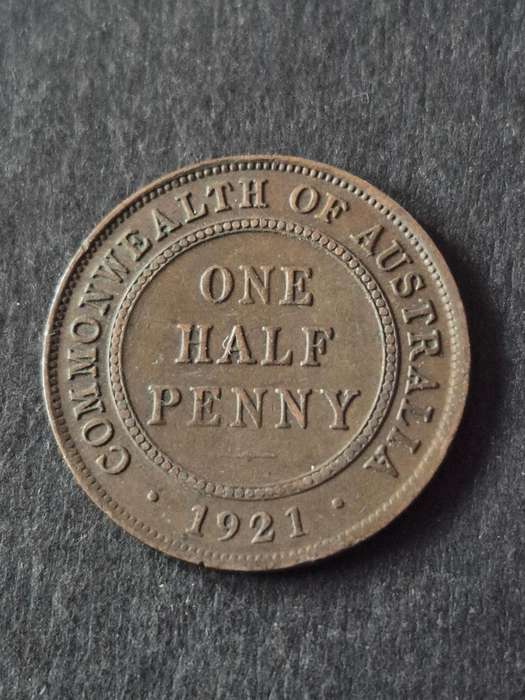 COMMONWEALTH OF AUSTRALIA
ONE
HALF
PENNY
1921